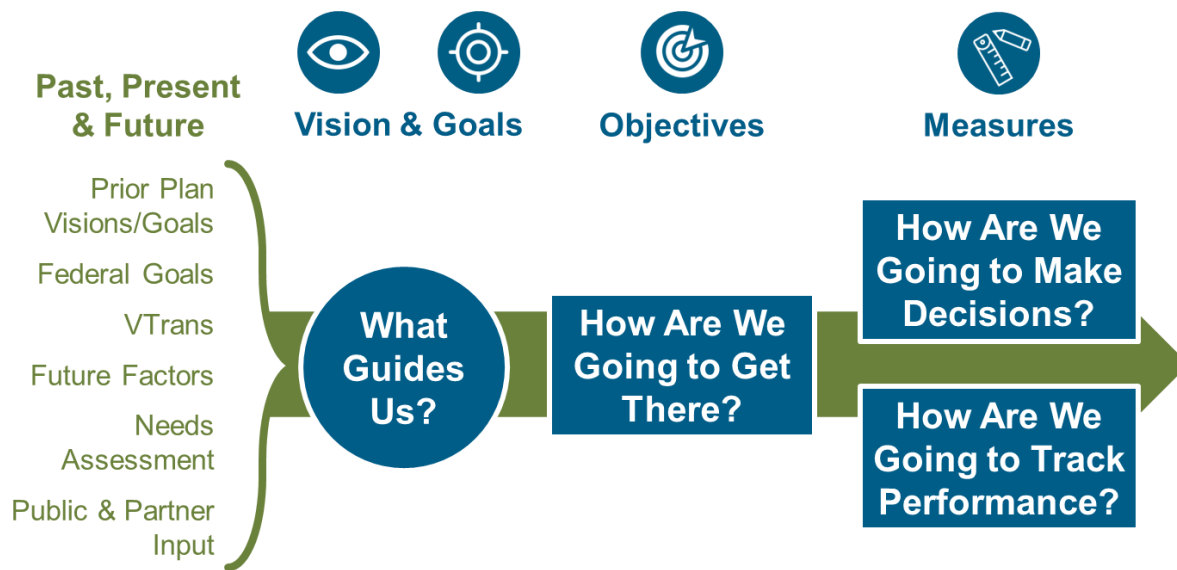 Past, Present
& Future
Vision & Goals
Objectives
Measures
Prior Plan
Visions/Goals
Federal Goals
VTrans
Future Factors
Needs
Assessment
Public & Partner
Input
What
Guides
Us?
How Are We
Going to Get
There?
How Are We
Going to Make
Decisions?
How Are We
Going to Track
Performance?